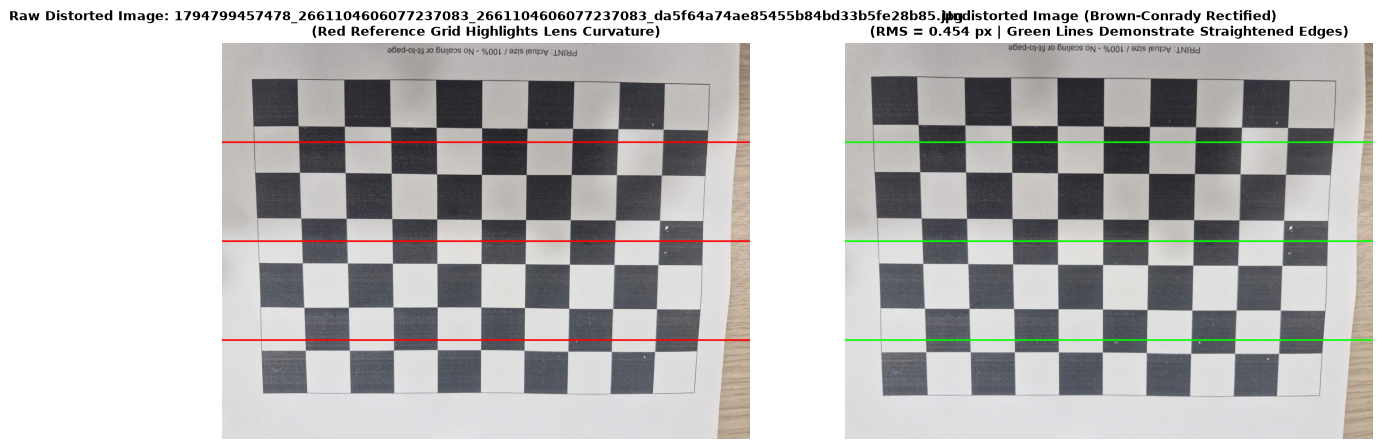 Raw Distorted Image: 1794799457478_2661104606077237083_2661104606077237083_da5f64a74ae85455b84bd33b5fe28b85.jpg
(Red Reference Grid Highlights Lens Curvature)
Undistorted Image (Brown-Conrady Rectified)
(RMS = 0.454 px | Green Lines Demonstrate Straightened Edges)
PRINT: Actual size / 100% - No scaling or fit-to-page
PRINT: Actual size / 100% - No scaling or fit-to-page